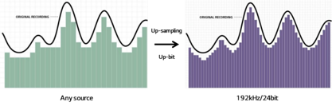 ORIGINAL RECORDING
ORIGINAL RECORDING
Up-sampling
Up-bit
Any source
192kHz/24bit